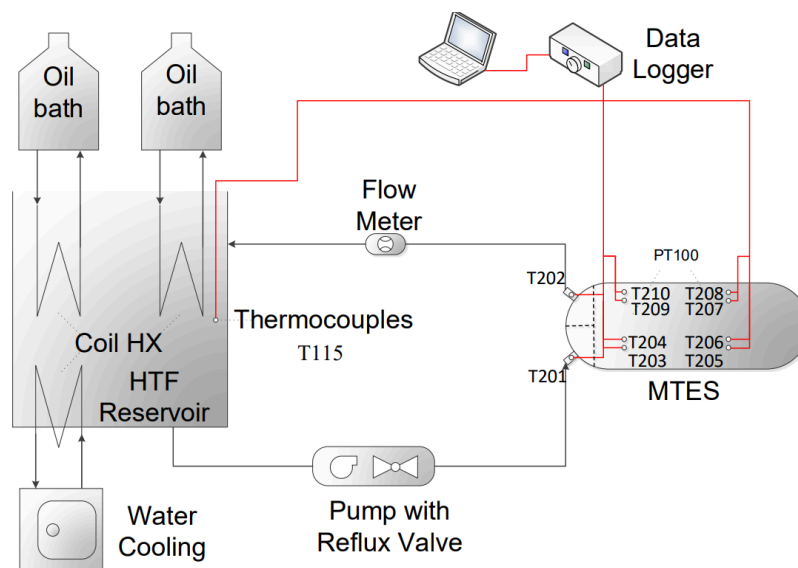 Oil
bath
Oil
bath
Data
Logger
Flow
Meter
T202
PT100
T210
T209
T208
T207
Thermocouples
T115
Coil HX
HTF
Reservoir
T204
T203
T206
T205
T201
MTES
Pump with
Reflux Valve
Water
Cooling